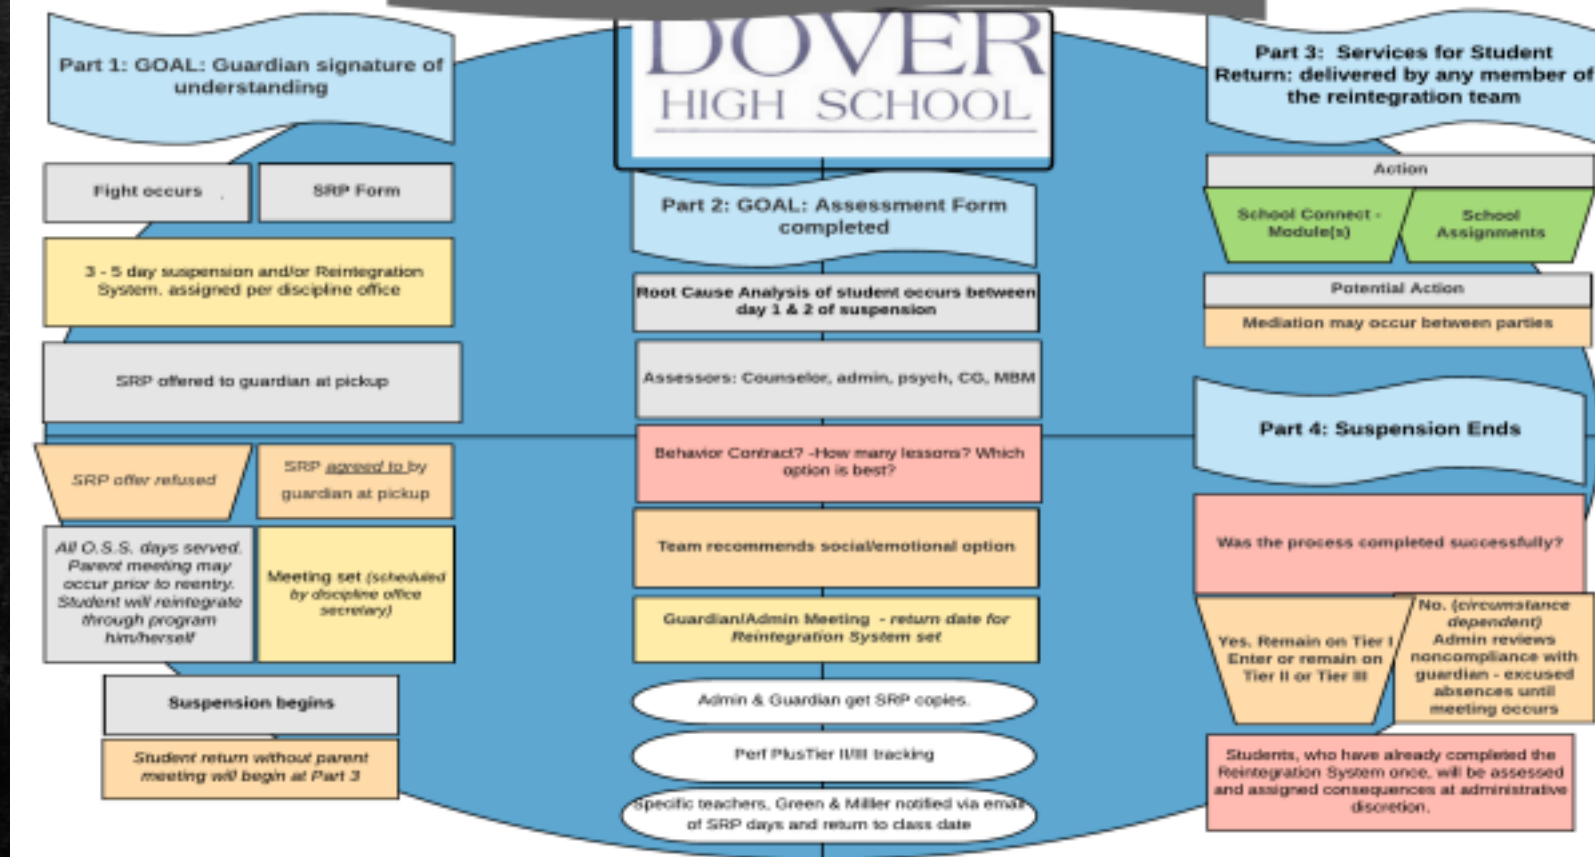 Part 1: GOAL: Guardian signature of
understanding
Fight occurs
SRP Form
3 - 5 day suspension and/or Reintegration
System. assigned per discipline office
SRP offered to guardian at pickup
SRP offer refused
SRP agreed to by
guardian at pickup
All O.S.S. days served.
Parent meeting may
occur prior to reentry.
Student will reintegrate
through program
him/herself
Meeting set (scheduled
by discipline office
secretary)
Suspension begins
Student return without parent
meeting will begin at Part 3
DOVER
HIGH SCHOOL
Part 2: GOAL: Assessment Form
completed
Root Cause Analysis of student occurs between
day 1 & 2 of suspension
Assessors: Counselor, admin, psych, CG, MBM
Behavior Contract? -How many lessons? Which
option is best?
Team recommends social/emotional option
Guardian/Admin Meeting - return date for
Reintegration System set
Admin & Guardian get SRP copies.
Perf PlusTier II/III tracking
Specific teachers, Green & Miller notified via email
of SRP days and return to class date
Part 3: Services for Student
Return: delivered by any member of
the reintegration team
Action
School Connect -
Module(s)
School
Assignments
Potential Action
Mediation may occur between parties
Part 4: Suspension Ends
Was the process completed successfully?
Yes. Remain on Tier I
Enter or remain on
Tier II or Tier III
No. (circumstance
dependent)
Admin reviews
noncompliance with
guardian - excused
absences until
meeting occurs
Students, who have already completed the
Reintegration System once, will be assessed
and assigned consequences at administrative
discretion.